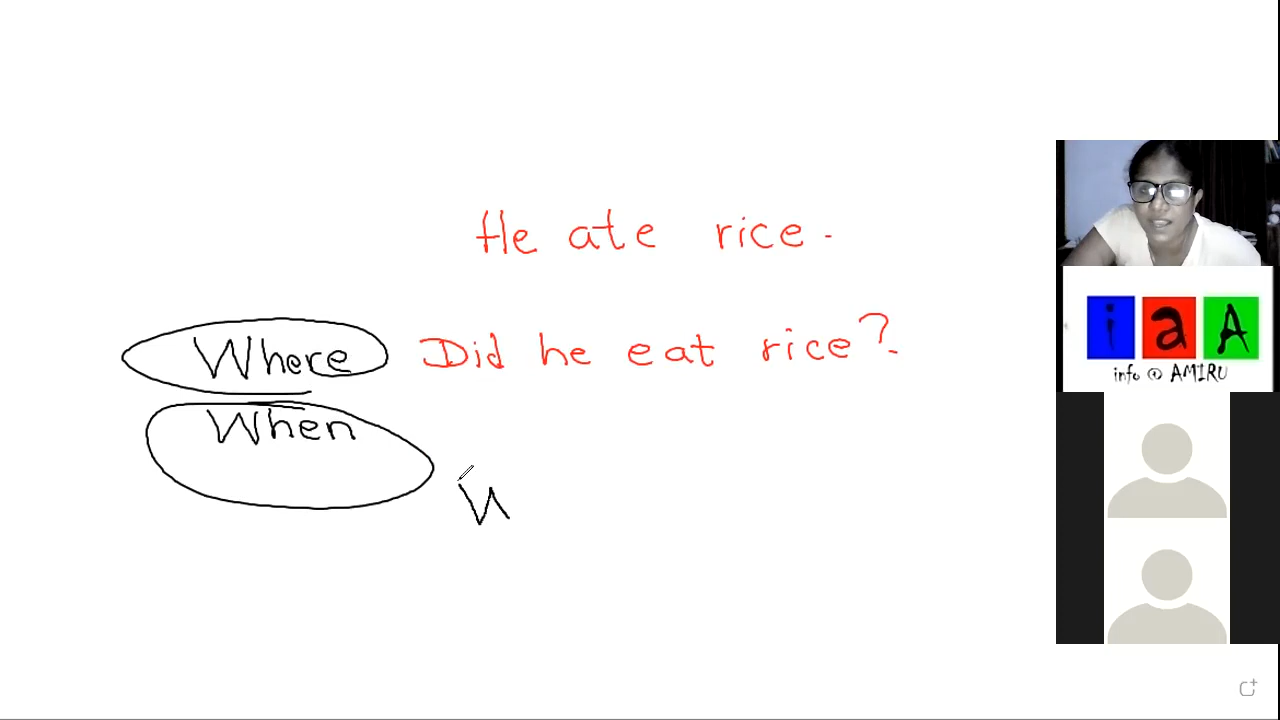 He ate rice.
Where Did he eat rice?
When
i a A
info @ AMIRU